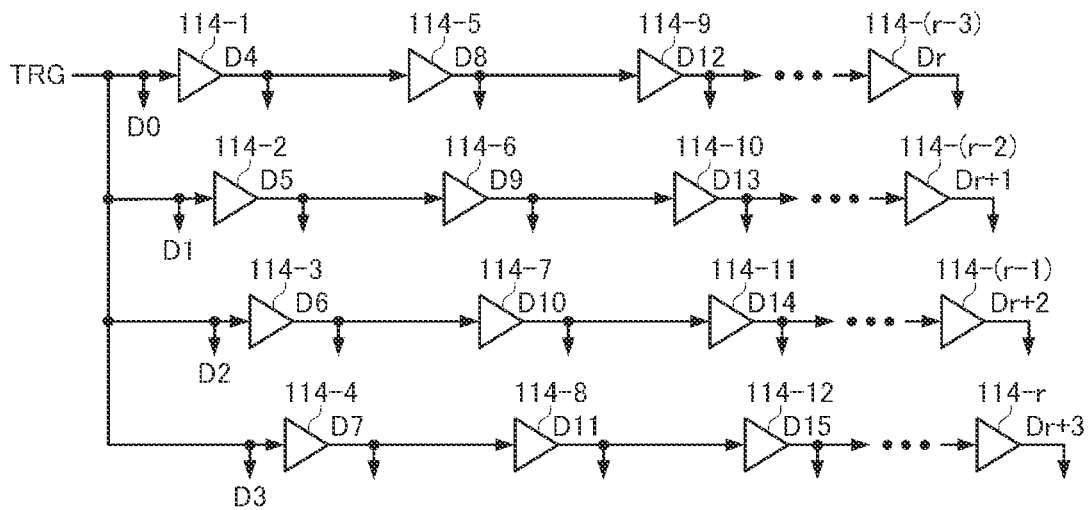 114-1 114-5 114-9 114-(r-3)
TRG D4 D8 D12 Dr
D0
114-2 114-6 114-10 114-(r-2)
D5 D9 D13 Dr+1
D1
114-3 114-7 114-11 114-(r-1)
D6 D10 D14 Dr+2
D2
114-4 114-8 114-12 114-r
D7 D11 D15 Dr+3
D3